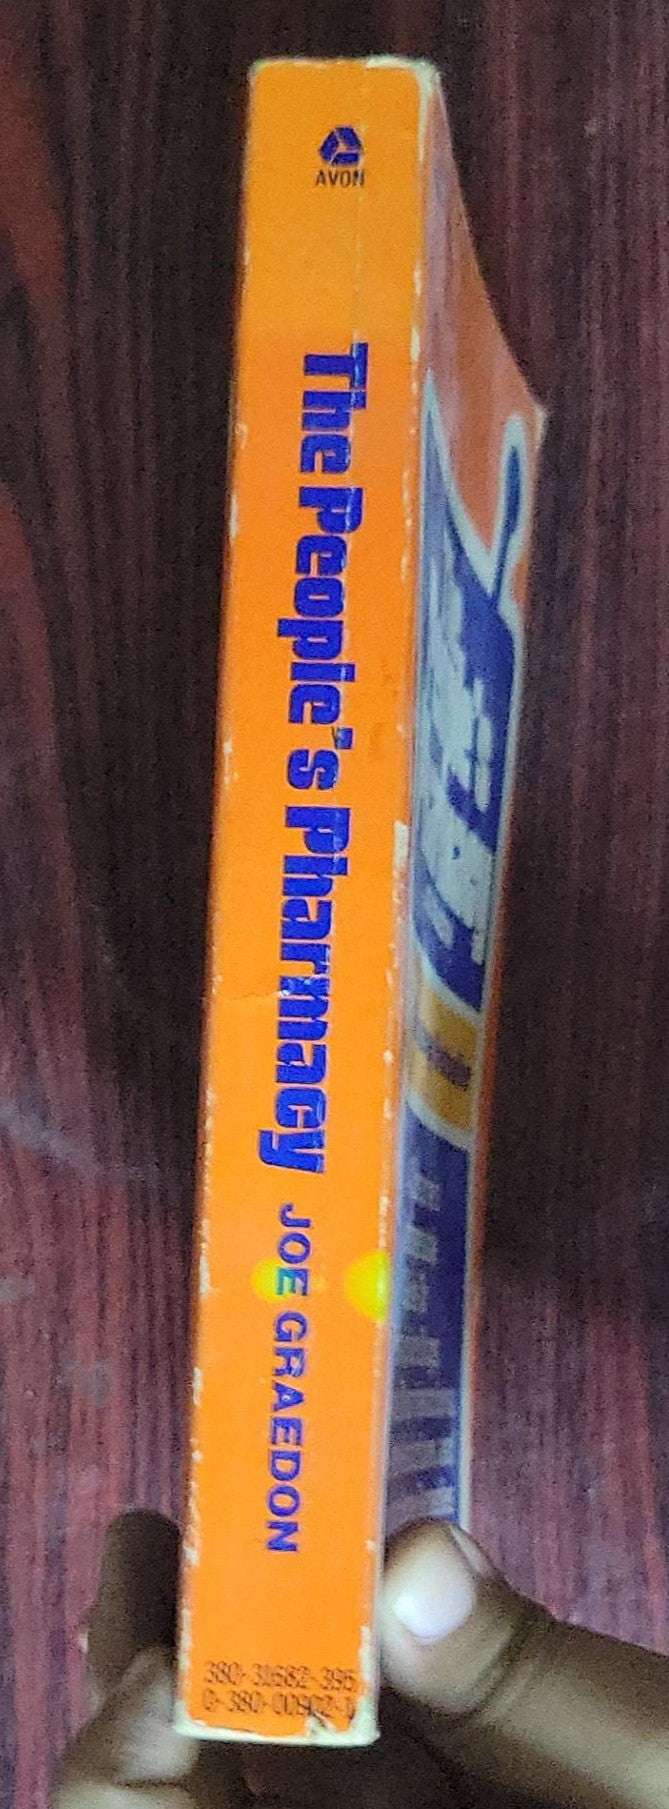 AVON
The People's Pharmacy JOE GRAEDON
380-31682-395
0-380-00902-1